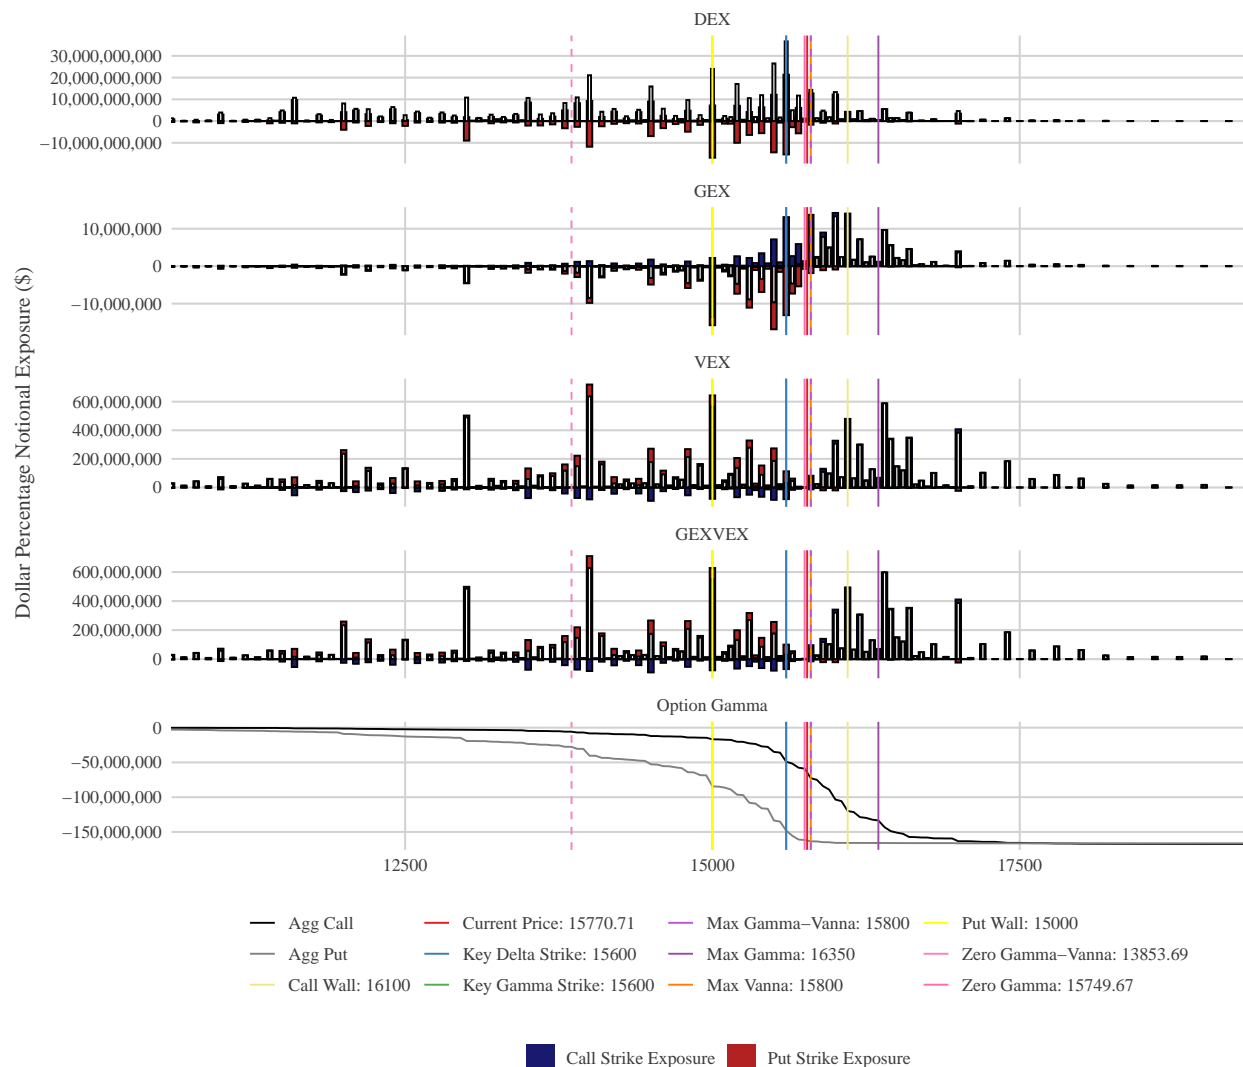 DEX
30,000,000,000
20,000,000,000
10,000,000,000
0
−10,000,000,000
GEX
10,000,000
0
−10,000,000
VEX
600,000,000
400,000,000
200,000,000
0
GEXVEX
600,000,000
400,000,000
200,000,000
0
Option Gamma
0
−50,000,000
−100,000,000
−150,000,000
12500 15000 17500
Dollar Percentage Notional Exposure ($)
Agg Call Current Price: 15770.71 Max Gamma−Vanna: 15800 Put Wall: 15000
Agg Put Key Delta Strike: 15600 Max Gamma: 16350 Zero Gamma−Vanna: 13853.69
Call Wall: 16100 Key Gamma Strike: 15600 Max Vanna: 15800 Zero Gamma: 15749.67
Call Strike Exposure Put Strike Exposure